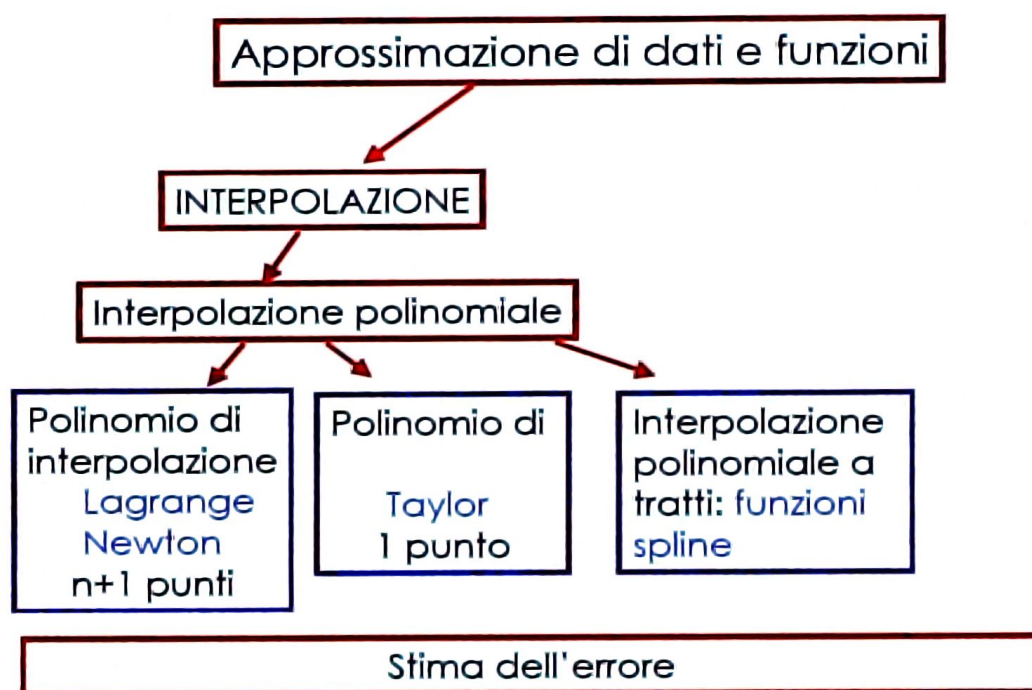 Approssimazione di dati e funzioni
INTERPOLAZIONE
Interpolazione polinomiale
Polinomio di
interpolazione
Lagrange
Newton
n+1 punti
Polinomio di
Taylor
1 punto
Interpolazione
polinomiale a
tratti: funzioni
spline
Stima dell'errore